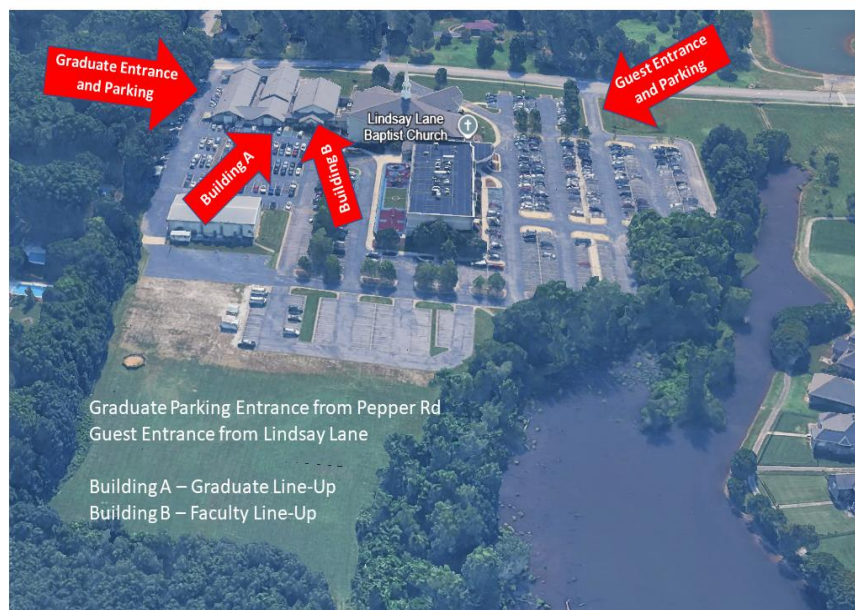 Graduate Entrance
and Parking
Guest Entrance
and Parking
Lindsay Lane
Baptist Church
Building A
Building B
Graduate Parking Entrance from Pepper Rd
Guest Entrance from Lindsay Lane
Building A – Graduate Line-Up
Building B – Faculty Line-Up